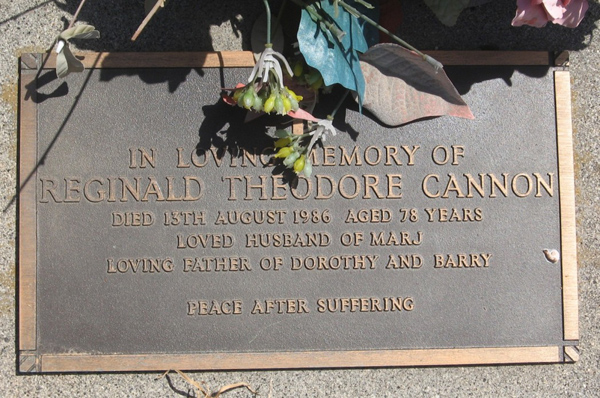 IN LOVING MEMORY OF
REGINALD THEODORE CANNON
DIED 13TH AUGUST 1986 AGED 78 YEARS
LOVED HUSBAND OF MARJ
LOVING FATHER OF DOROTHY AND BARRY
PEACE AFTER SUFFERING